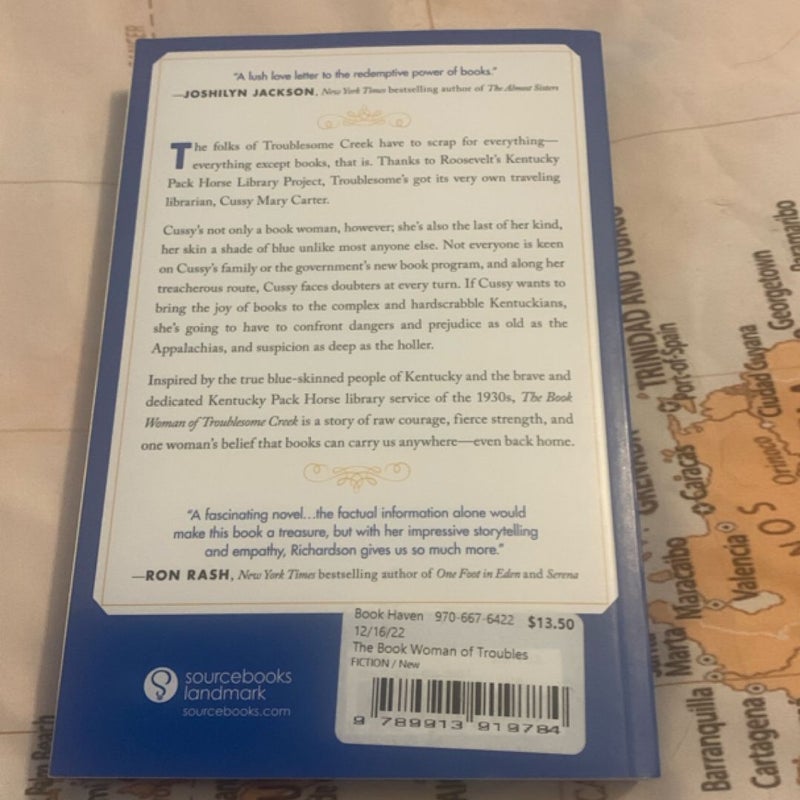 "A lush love letter to the redemptive power of books."
—JOSHILYN JACKSON, New York Times bestselling author of The Almost Sisters
The folks of Troublesome Creek have to scrap for everything—
everything except books, that is. Thanks to Roosevelt's Kentucky
Pack Horse Library Project, Troublesome's got its very own traveling
librarian, Cussy Mary Carter.
Cussy's not only a book woman, however; she's also the last of her kind,
her skin a shade of blue unlike most anyone else. Not everyone is keen
on Cussy's family or the government's new book program, and along her
treacherous route, Cussy faces doubters at every turn. If Cussy wants to
bring the joy of books to the complex and hardscrabble Kentuckians,
she's going to have to confront dangers and prejudice as old as the
Appalachias, and suspicion as deep as the holler.
Inspired by the true blue-skinned people of Kentucky and the brave and
dedicated Kentucky Pack Horse library service of the 1930s, The Book
Woman of Troublesome Creek is a story of raw courage, fierce strength, and
one woman's belief that books can carry us anywhere—even back home.
"A fascinating novel...the factual information alone would
make this book a treasure, but with her impressive storytelling
and empathy, Richardson gives us so much more."
—RON RASH, New York Times bestselling author of One Foot in Eden and Serena
sourcebooks
landmark
sourcebooks.com
Book Haven 970-667-6422 $13.50
12/16/22
The Book Woman of Troubles
FICTION / New
9 789913 919784
TRINIDAD AND TOBAGO
Port-of-Spain
GRENADA
Caracas
Maracaibo
Valencia
Orinoco
Ciudad Guyana
Georgetown
Paramaribo
Marta
Barranquilla
Cartagena
Palm Beach